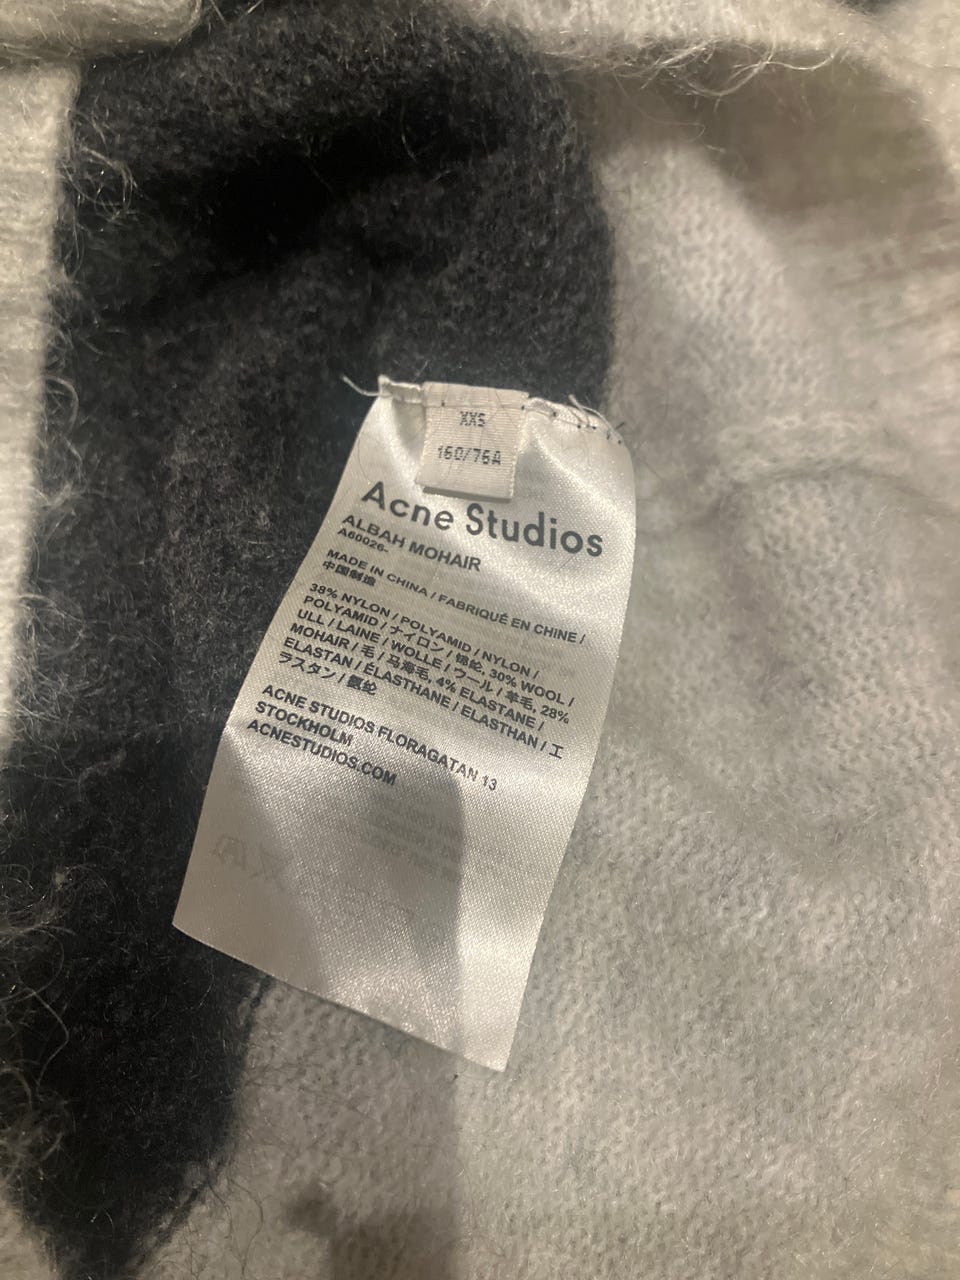 XXS
160/76A
Acne Studios
ALBAH MOHAIR
A60026-
MADE IN CHINA / FABRIQUÉ EN CHINE /
中国制造
38% NYLON / POLYAMID / NYLON /
POLYAMID / ナイロン / 锦纶, 30% WOOL /
ULL / LAINE / WOLLE / ウール / 羊毛, 28%
MOHAIR / 毛 / 马海毛, 4% ELASTANE /
ELASTAN / ÉLASTHANE / ELASTHAN / エ
ラスタン / 氨纶
ACNE STUDIOS FLORAGATAN 13
STOCKHOLM
ACNESTUDIOS.COM